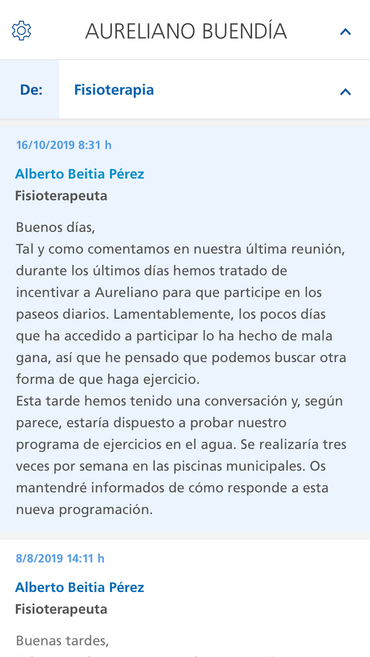 AURELIANO BUENDÍA
De: Fisioterapia
16/10/2019 8:31 h
Alberto Beitia Pérez
Fisioterapeuta
Buenos días,
Tal y como comentamos en nuestra última reunión,
durante los últimos días hemos tratado de
incentivar a Aureliano para que participe en los
paseos diarios. Lamentablemente, los pocos días
que ha accedido a participar lo ha hecho de mala
gana, así que he pensado que podemos buscar otra
forma de que haga ejercicio.
Esta tarde hemos tenido una conversación y, según
parece, estaría dispuesto a probar nuestro
programa de ejercicios en el agua. Se realizaría tres
veces por semana en las piscinas municipales. Os
mantendré informados de cómo responde a esta
nueva programación.
8/8/2019 14:11 h
Alberto Beitia Pérez
Fisioterapeuta
Buenas tardes,